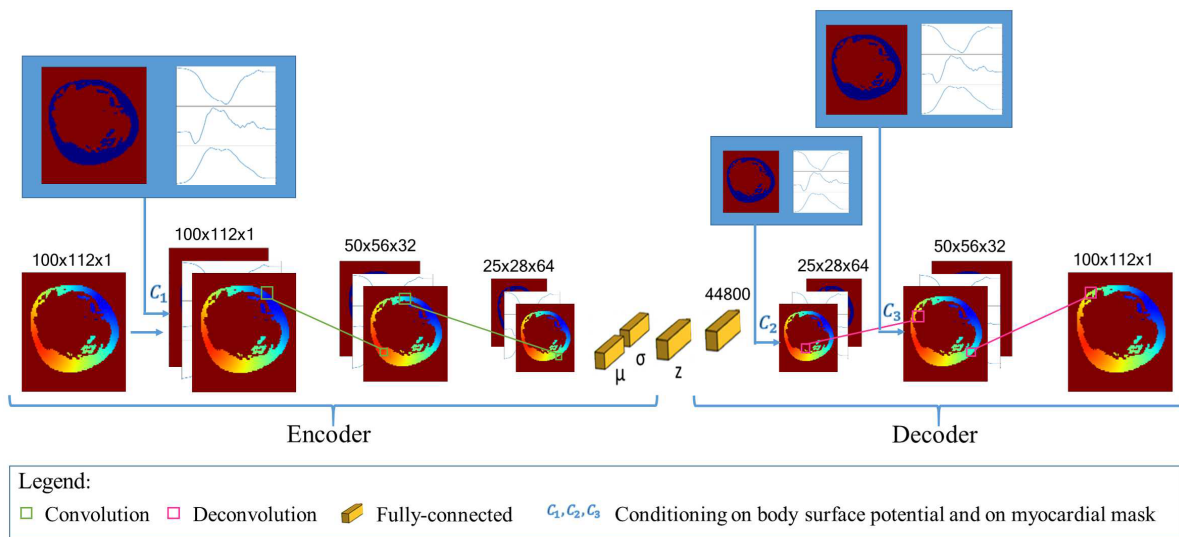 100x112x1
C₁
100x112x1
50x56x32
25x28x64
μ
σ
z
44800
C₂
25x28x64
C₃
50x56x32
100x112x1
Encoder
Decoder
Legend:
Convolution
Deconvolution
Fully-connected
C₁, C₂, C₃ Conditioning on body surface potential and on myocardial mask